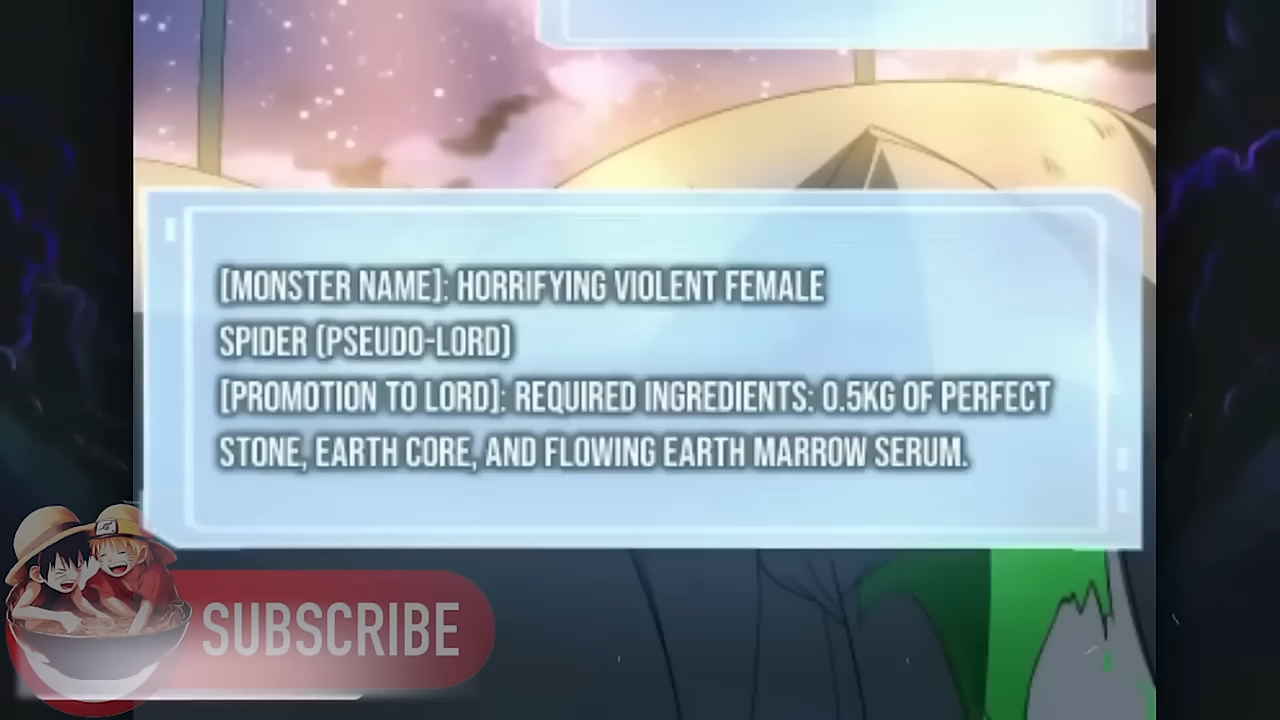 [MONSTER NAME]: HORRIFYING VIOLENT FEMALE
SPIDER (PSEUDO-LORD)
[PROMOTION TO LORD]: REQUIRED INGREDIENTS: 0.5KG OF PERFECT
STONE, EARTH CORE, AND FLOWING EARTH MARROW SERUM.
SUBSCRIBE